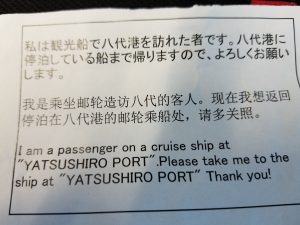 私は観光船で八代港を訪れた者です。八代港に
停泊している船まで帰りますので、よろしくお願い
します。
我是乘坐邮轮造访八代的客人。现在我想返回
停泊在八代港的邮轮乘船处，请多关照。
I am a passenger on a cruise ship at
"YATSUSHIRO PORT".Please take me to the
ship at "YATSUSHIRO PORT" Thank you!